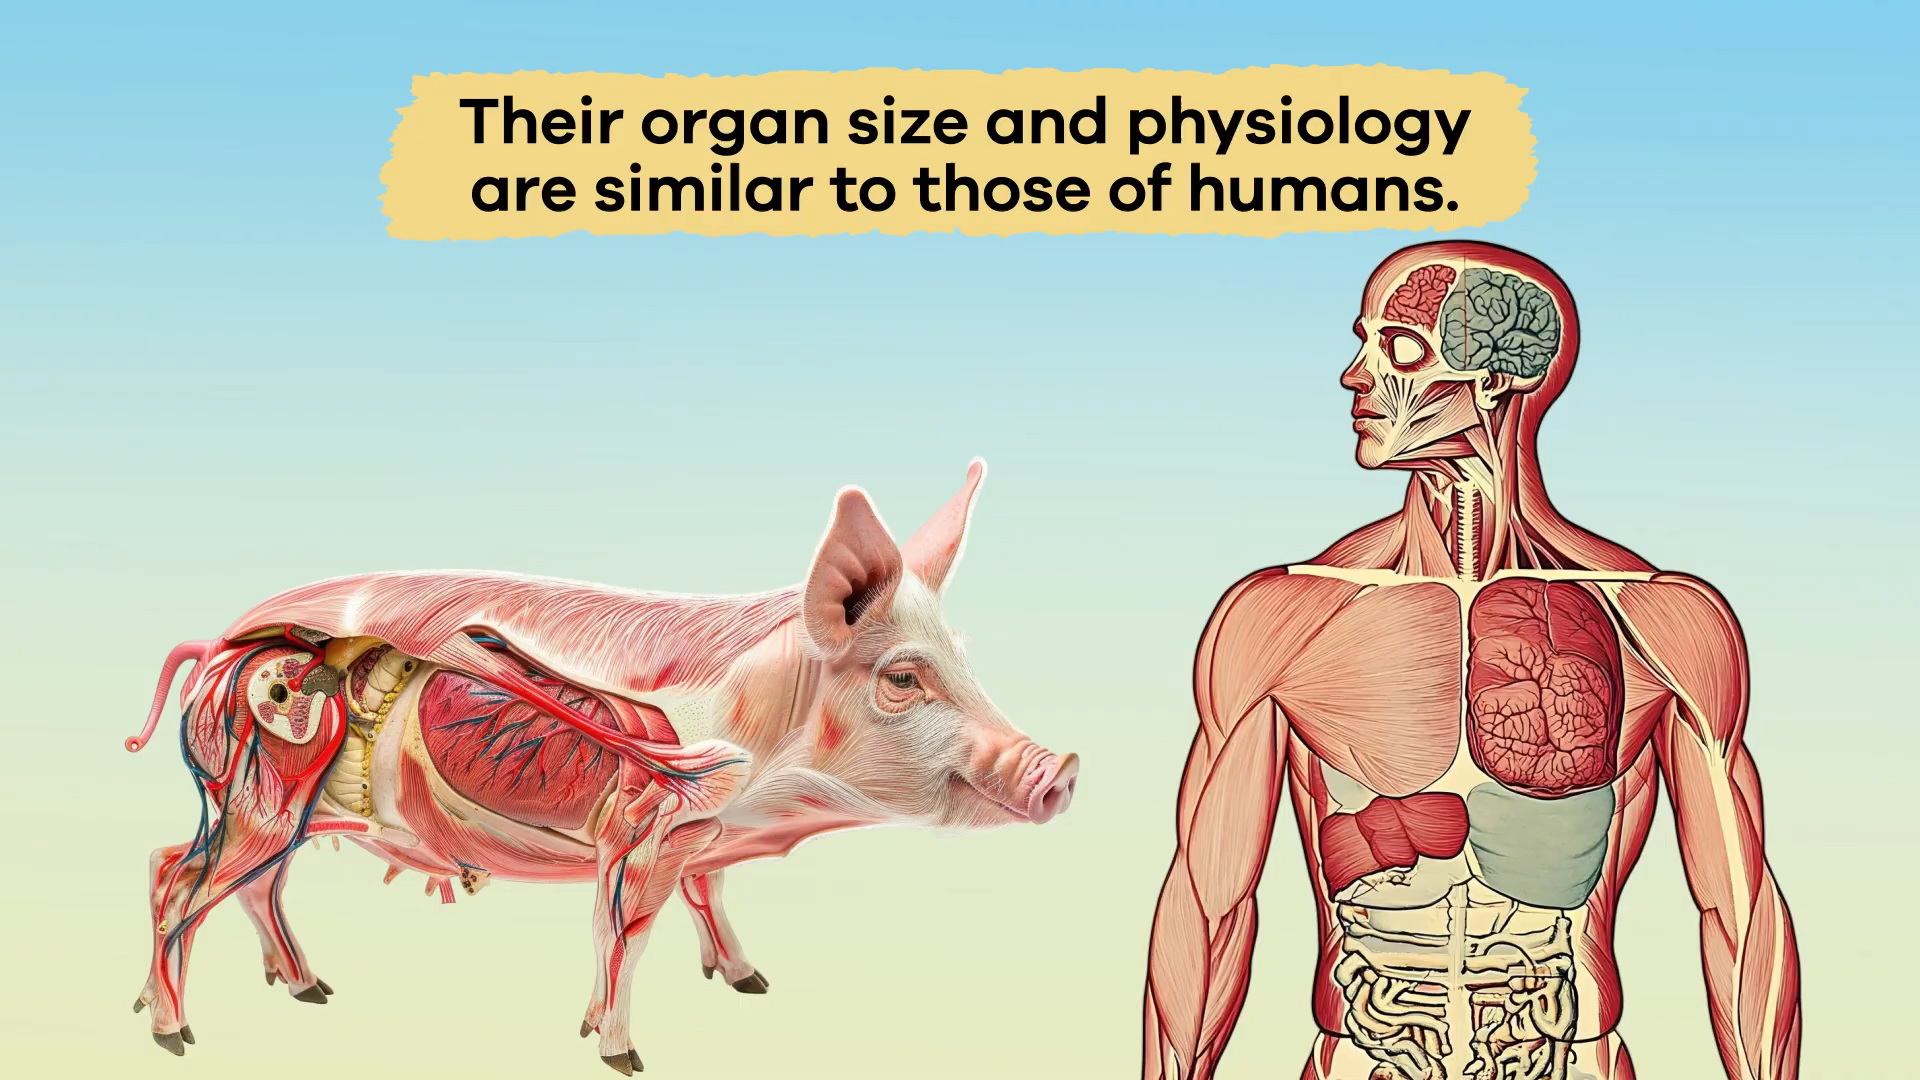 Their organ size and physiology
are similar to those of humans.